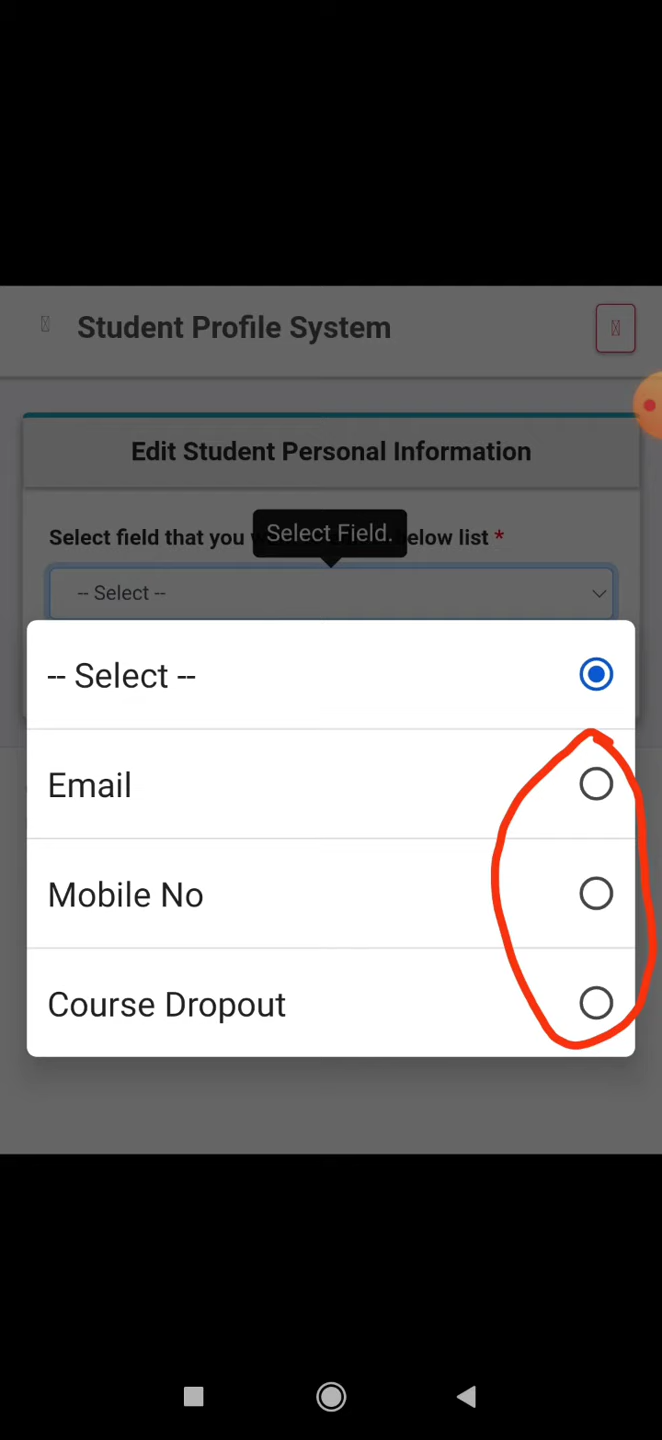 Student Profile System
Edit Student Personal Information
Select field that you
Select Field.
elow list *
-- Select --
-- Select --
Email
Mobile No
Course Dropout